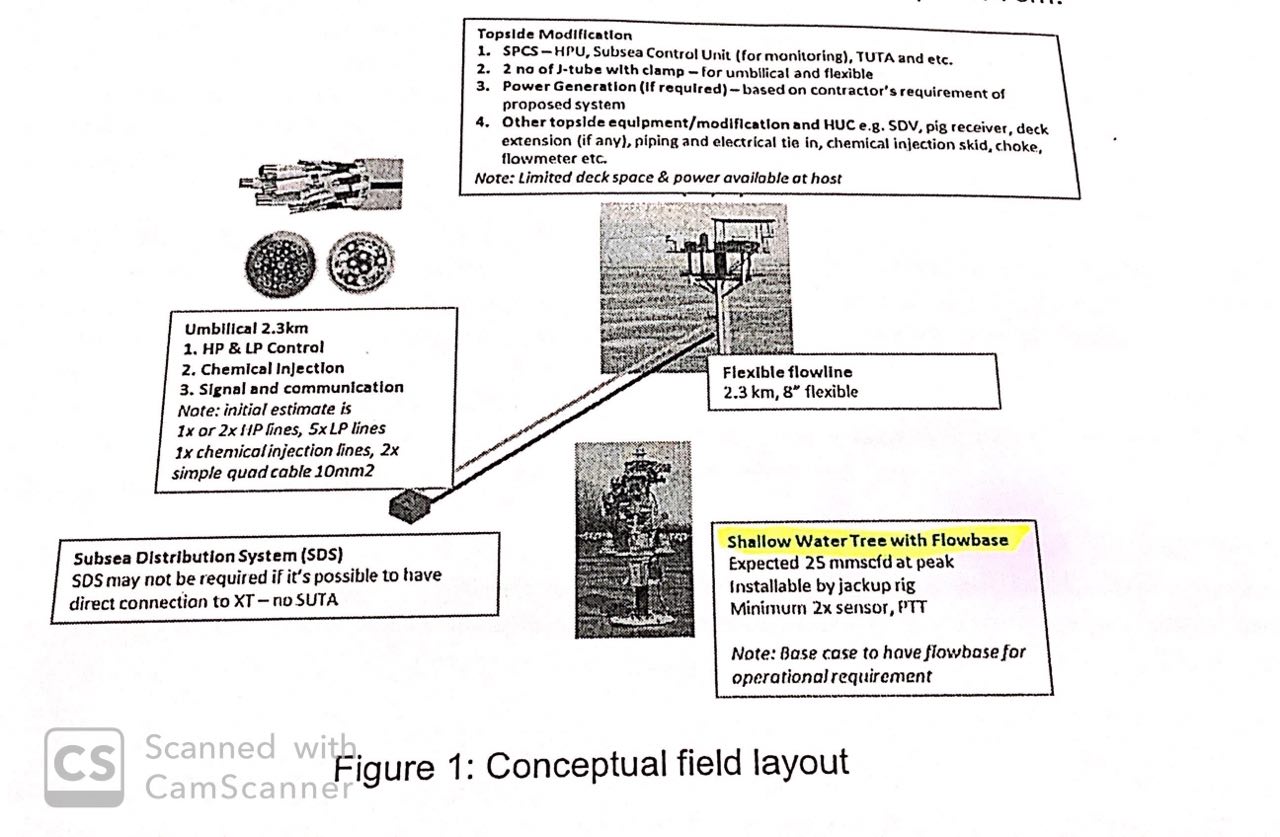 Topside Modification
1. SPCS – HPU, Subsea Control Unit (for monitoring), TUTA and etc.
2. 2 no of J-tube with clamp – for umbilical and flexible
3. Power Generation (if required) – based on contractor's requirement of
proposed system
4. Other topside equipment/modification and HUC e.g. SDV, pig receiver, deck
extension (if any), piping and electrical tie in, chemical injection skid, choke,
flowmeter etc.
Note: Limited deck space & power available at host
Umbilical 2.3km
1. HP & LP Control
2. Chemical Injection
3. Signal and communication
Note: initial estimate is
1x or 2x HP lines, 5x LP lines
1x chemical injection lines, 2x
simple quad cable 10mm2
Flexible flowline
2.3 km, 8" flexible
Subsea Distribution System (SDS)
SDS may not be required if it's possible to have
direct connection to XT – no SUTA
Shallow Water Tree with Flowbase
Expected 25 mmscfd at peak
Installable by jackup rig
Minimum 2x sensor, PTT
Note: Base case to have flowbase for
operational requirement
Figure 1: Conceptual field layout
CS Scanned with
CamScanner